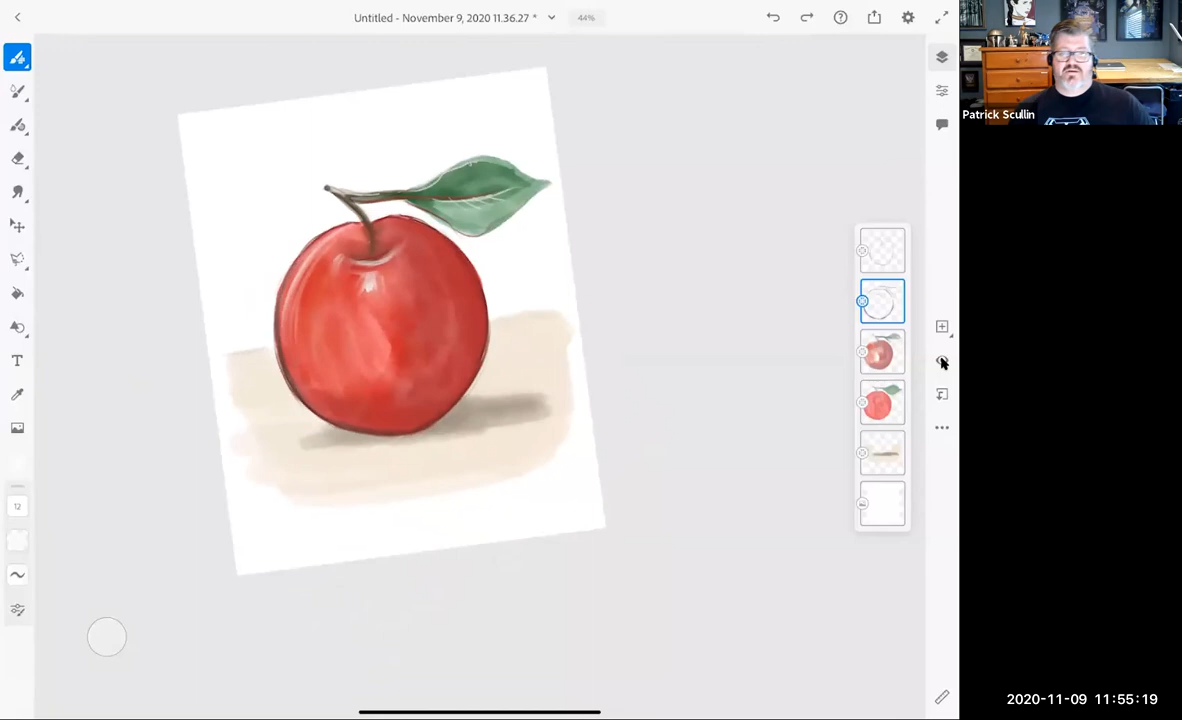 Untitled - November 9, 2020 11.36.27 *
44%
Patrick Scullin
T
12
2020-11-09 11:55:19